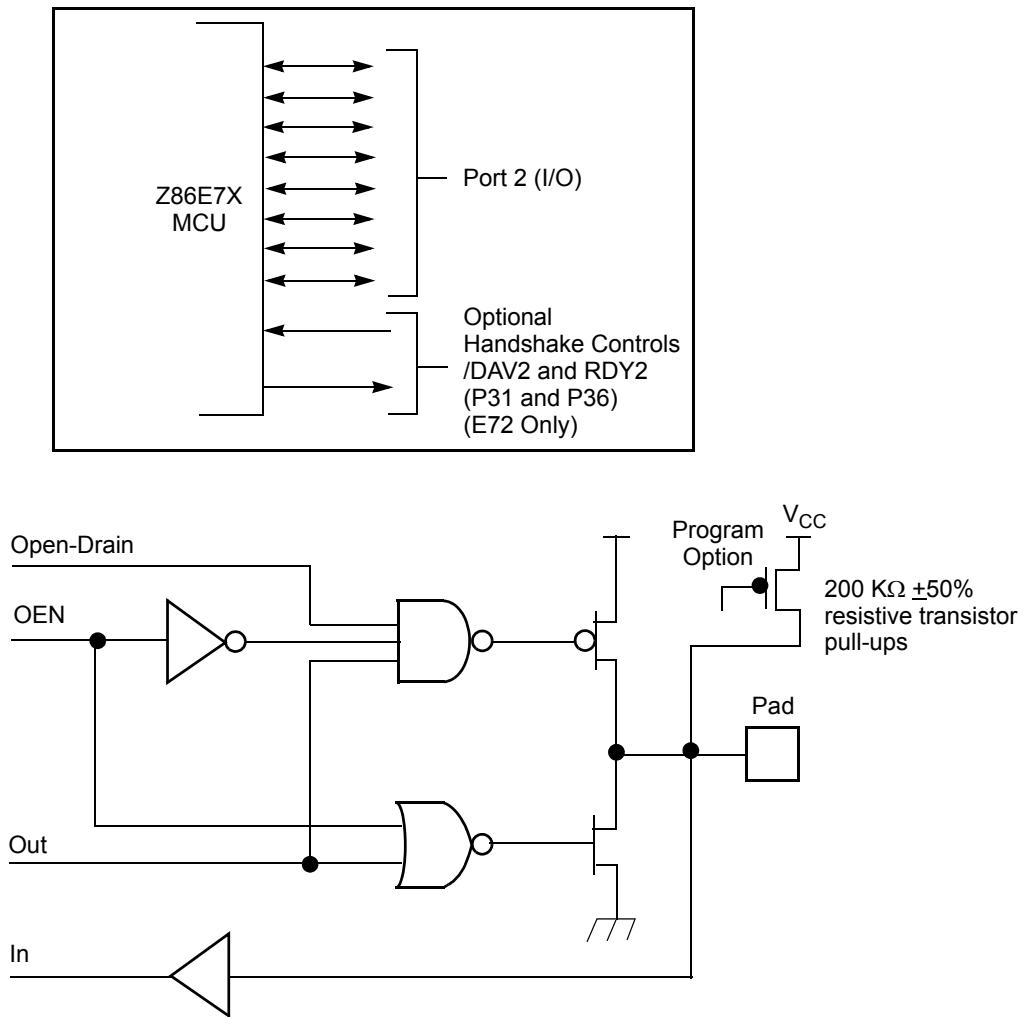 Z86E7X
MCU
Port 2 (I/O)
Optional
Handshake Controls
/DAV2 and RDY2
(P31 and P36)
(E72 Only)
Open-Drain
OEN
Out
In
Program
Option
VCC
200 KΩ ±50%
resistive transistor
pull-ups
Pad